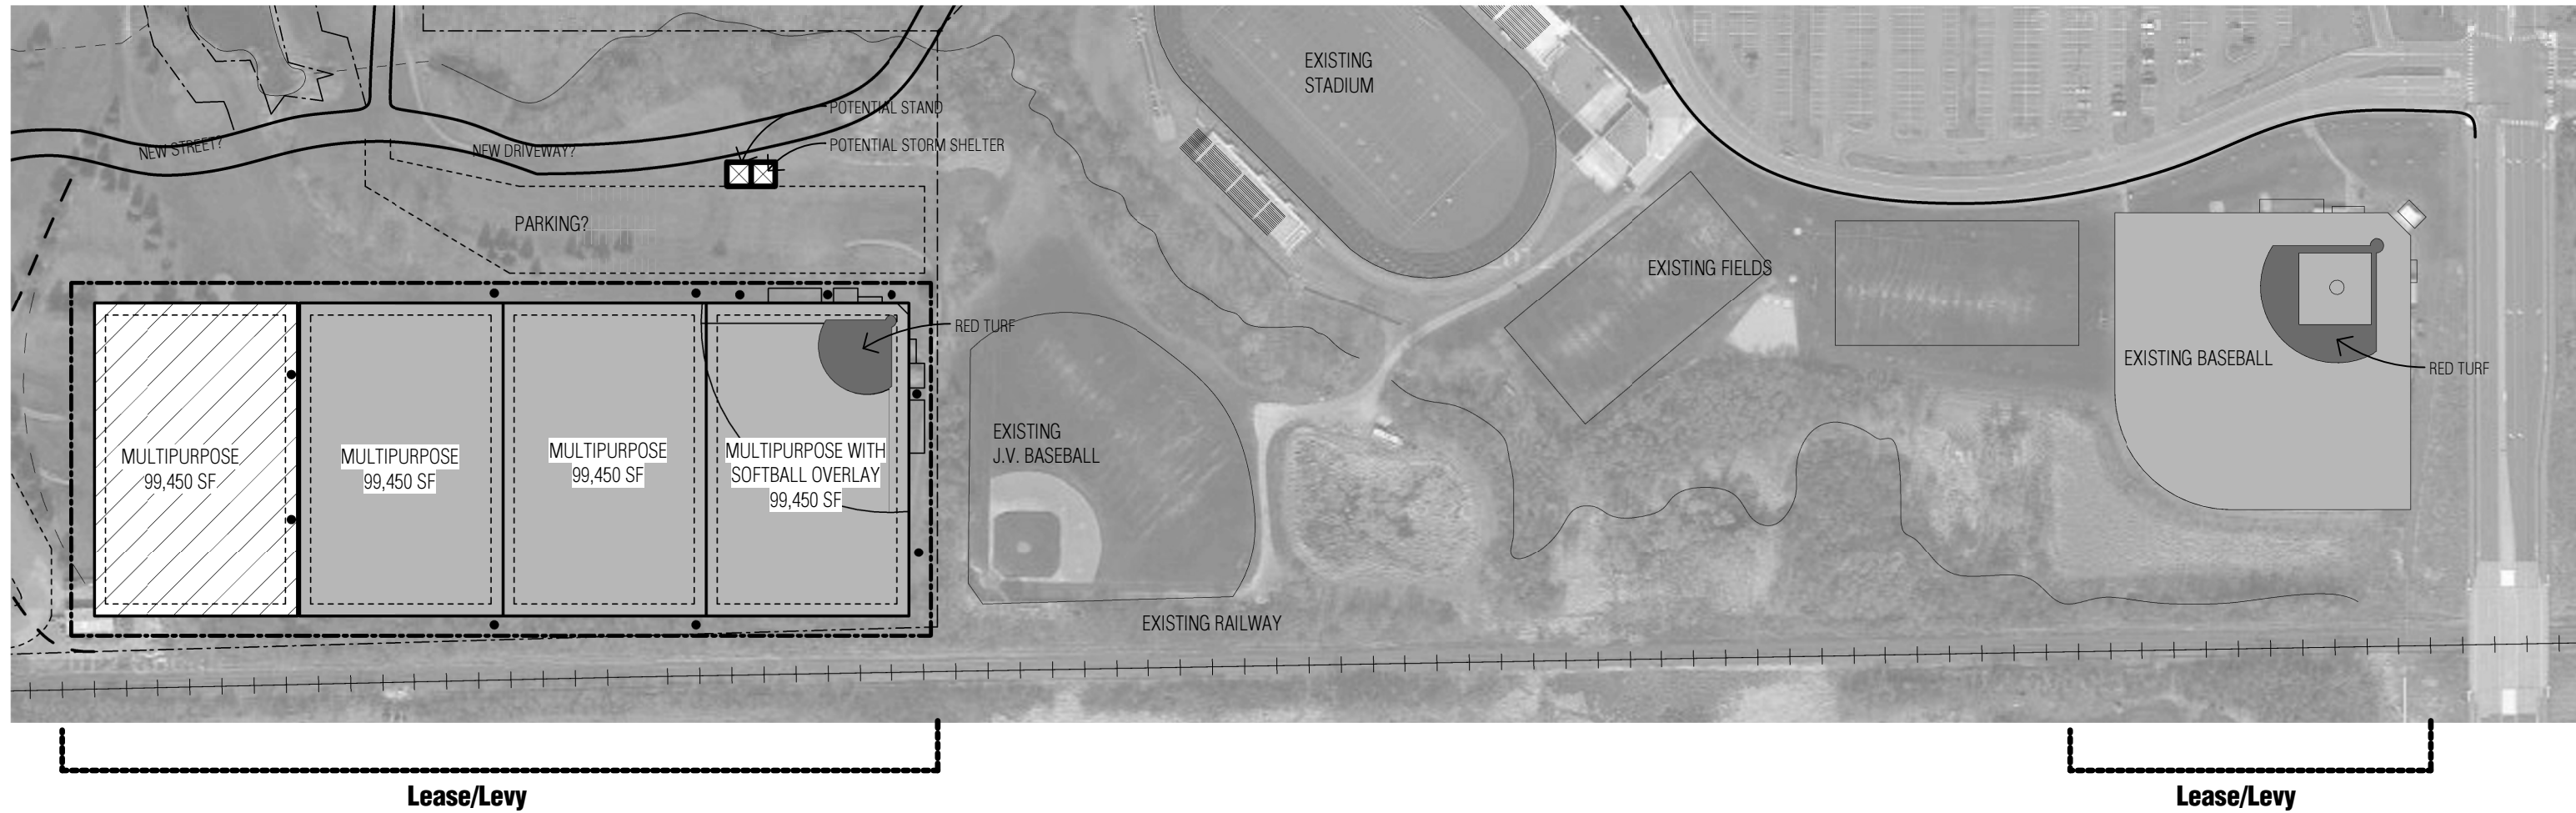 EXISTING
STADIUM
POTENTIAL STAND
POTENTIAL STORM SHELTER
NEW STREET?
NEW DRIVEWAY?
PARKING?
EXISTING FIELDS
RED TURF
EXISTING BASEBALL
RED TURF
EXISTING
J.V. BASEBALL
MULTIPURPOSE
99,450 SF
MULTIPURPOSE
99,450 SF
MULTIPURPOSE
99,450 SF
MULTIPURPOSE WITH
SOFTBALL OVERLAY
99,450 SF
EXISTING RAILWAY
Lease/Levy
Lease/Levy